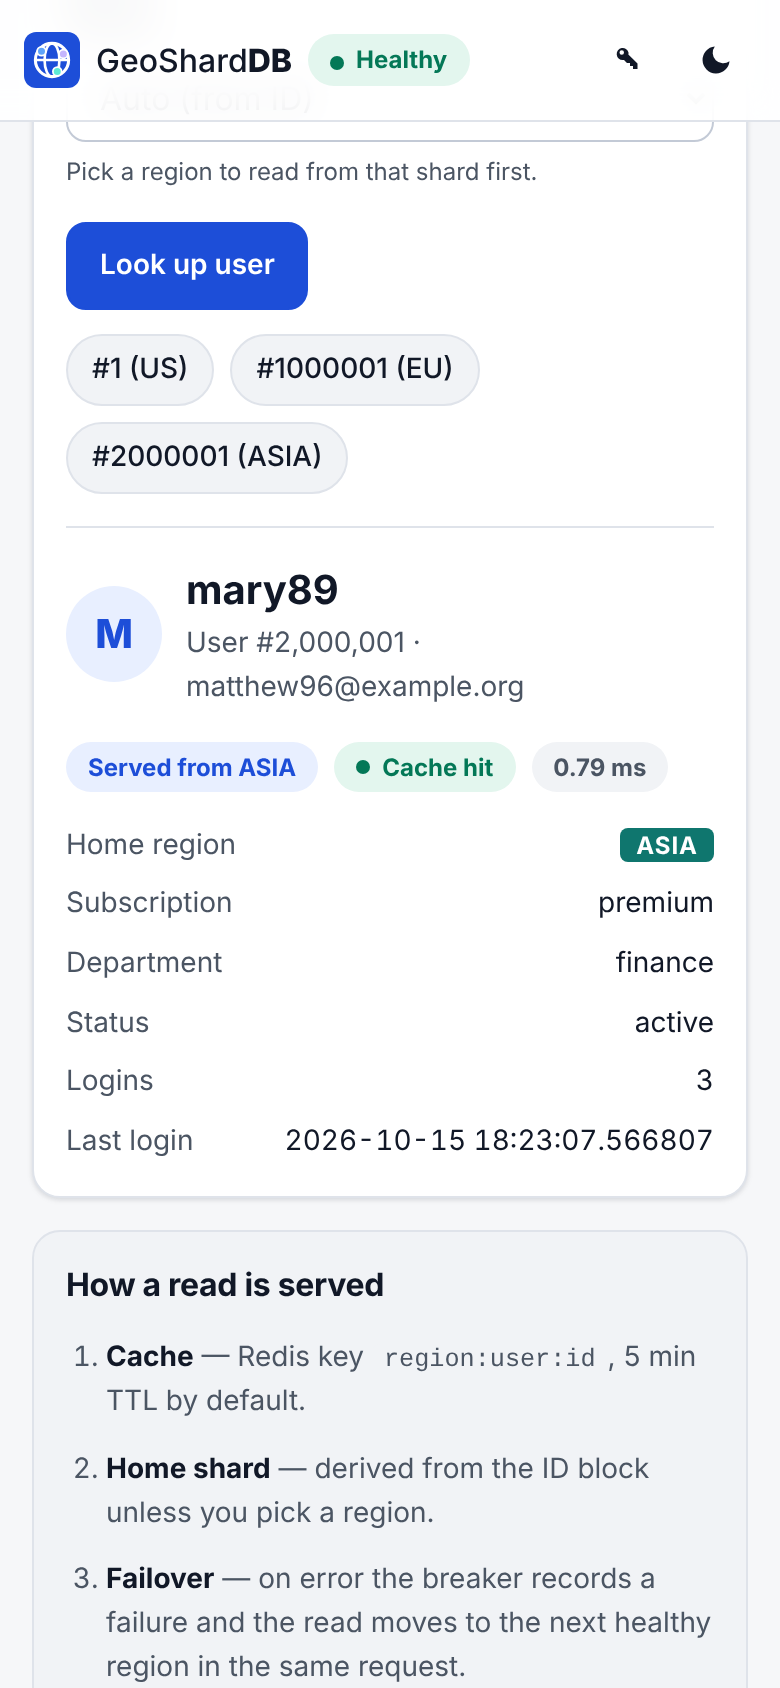 GeoShardDB
Healthy
Auto (from ID)
Pick a region to read from that shard first.
Look up user
#1 (US)
#1000001 (EU)
#2000001 (ASIA)
M
mary89
User #2,000,001 ·
matthew96@example.org
Served from ASIA
Cache hit
0.79 ms
Home region
ASIA
Subscription
premium
Department
finance
Status
active
Logins
3
Last login
2026-10-15 18:23:07.566807
How a read is served
1. Cache — Redis key region:user:id , 5 min
TTL by default.
2. Home shard — derived from the ID block
unless you pick a region.
3. Failover — on error the breaker records a
failure and the read moves to the next healthy
region in the same request.